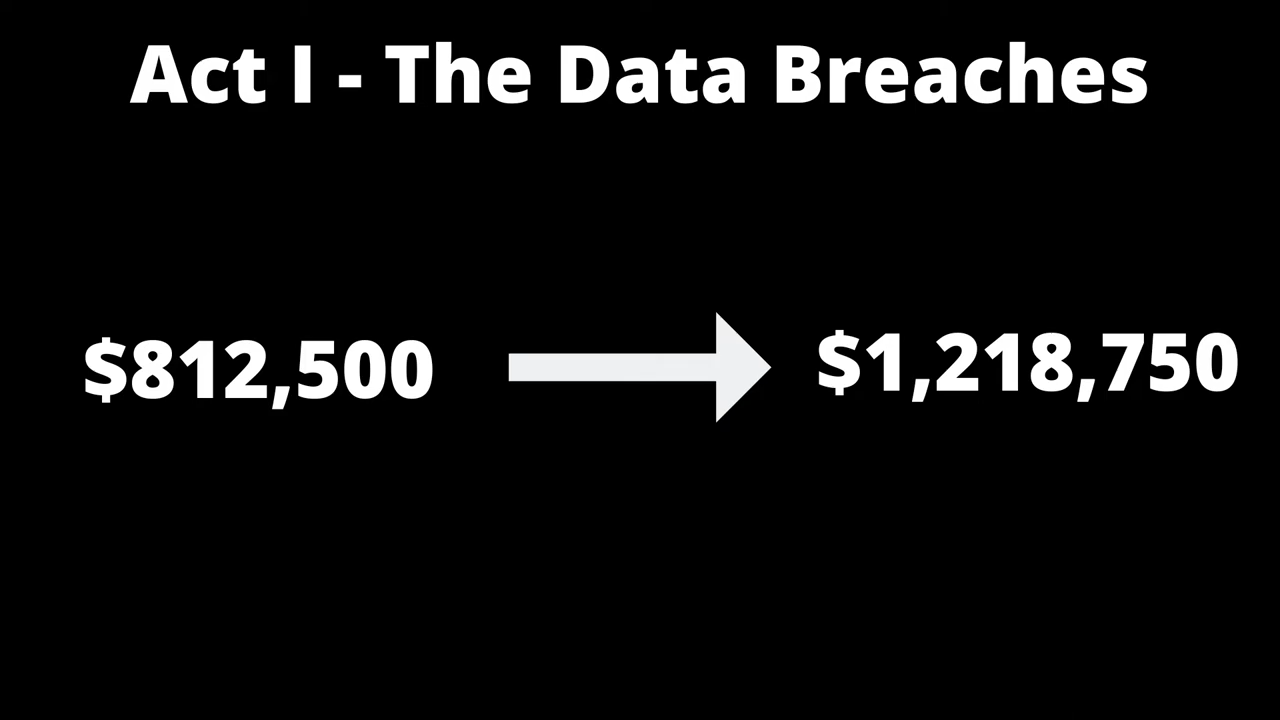 Act I - The Data Breaches
$812,500
$1,218,750